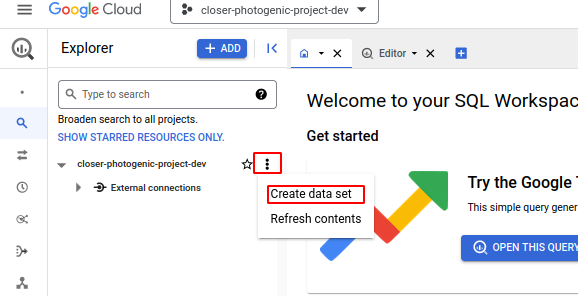 Google Cloud
closer-photogenic-project-dev
Explorer
+ ADD
Editor
Type to search
Broaden search to all projects.
SHOW STARRED RESOURCES ONLY.
closer-photogenic-project-dev
External connections
Create data set
Refresh contents
Welcome to your SQL Workspac
Get started
Try the Google T
This simple query gener
OPEN THIS QUERY